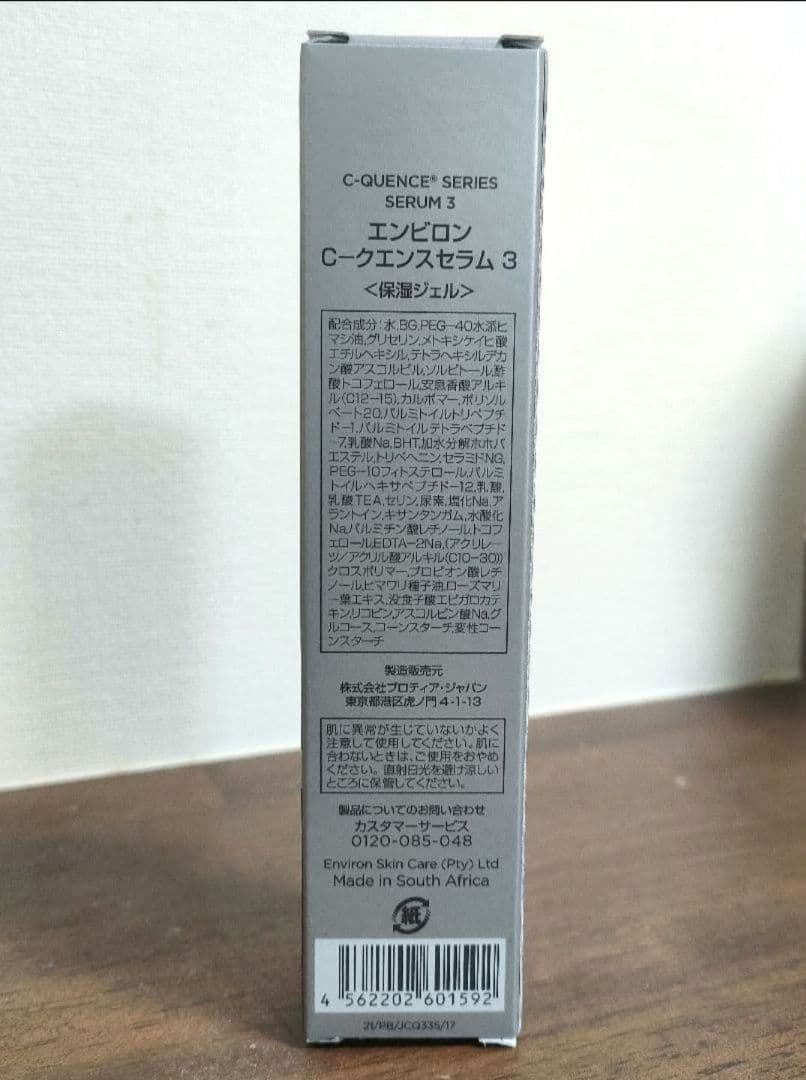 C-QUENCE® SERIES
SERUM 3
エンビロン
C-クエンスセラム 3
<保湿ジェル>
配合成分：水,BG,PEG-40水添ヒ
マシ油,グリセリン,メトキシケイヒ酸
エチルヘキシル,テトラヘキシルデカ
ン酸アスコルビル,ソルビトール,酢
酸トコフェロール,安息香酸アルキ
ル(C12-15),カルボマー,ポリソル
ベート20,パルミトイルトリペプチ
ド-1,パルミトイルテトラペプチド
-7,乳酸Na,BHT,加水分解ホホバ
エステル,トリベヘニン,セラミドNG,
PEG-10フィトステロール,パルミ
トイルヘキサペプチド-12,乳酸,
乳酸TEA,セリン,尿素,塩化Na,ア
ラントイン,キサンタンガム,水酸化
Na,パルミチン酸レチノール,トコフ
ェロール,EDTA-2Na,(アクリレー
ツ/アクリル酸アルキル(C10-30))
クロスポリマー,プロピオン酸レチ
ノール,ヒマワリ種子油,ローズマリ
ー葉エキス,没食子酸エピガロカテ
キン,リコピン,アスコルビン酸Na,グ
ルコース,コーンスターチ,変性コー
ンスターチ
製造販売元
株式会社プロティア・ジャパン
東京都港区虎ノ門 4-1-13
肌に異常が生じていないかよく
注意して使用してください。肌に
合わないときは、ご使用をおやめ
ください。直射日光を避け涼しい
ところに保管してください。
製品についてのお問い合わせ
カスタマーサービス
0120-085-048
Environ Skin Care (Pty) Ltd
Made in South Africa
紙
4 562202 601592
21/PB/JCQ335/17